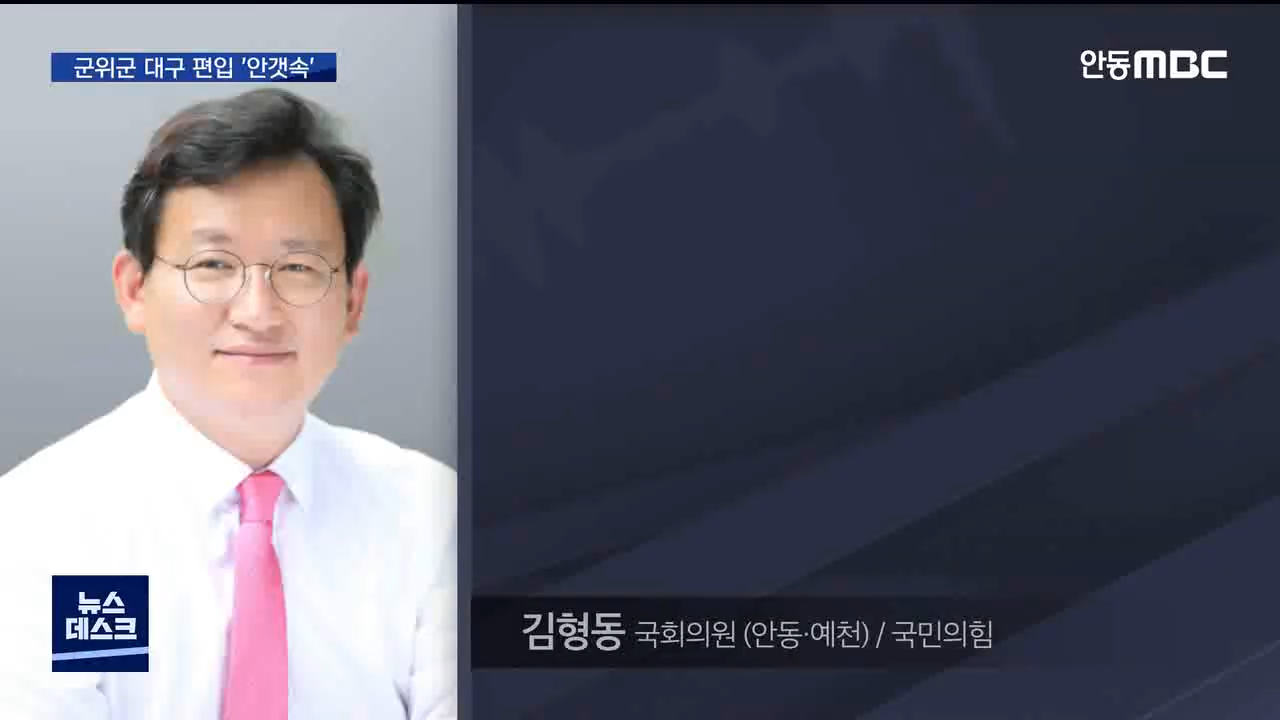 군위군 대구 편입 '안갯속'
안동MBC
뉴스
데스크
김형동 국회의원 (안동·예천) / 국민의힘